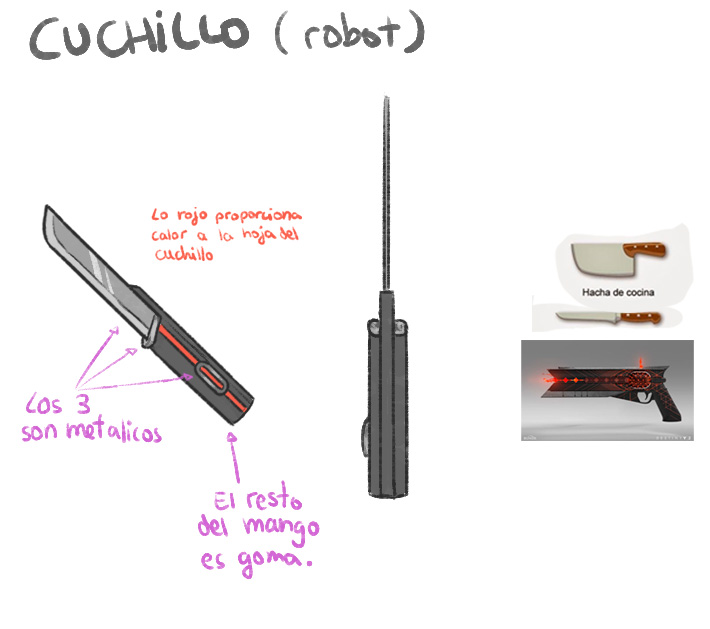 CUCHILLO (robot)
Lo rojo proporciona
calor a la hoja del
cuchillo
Hacha de cocina
Los 3
son metalicos
El resto
del mango
es goma.